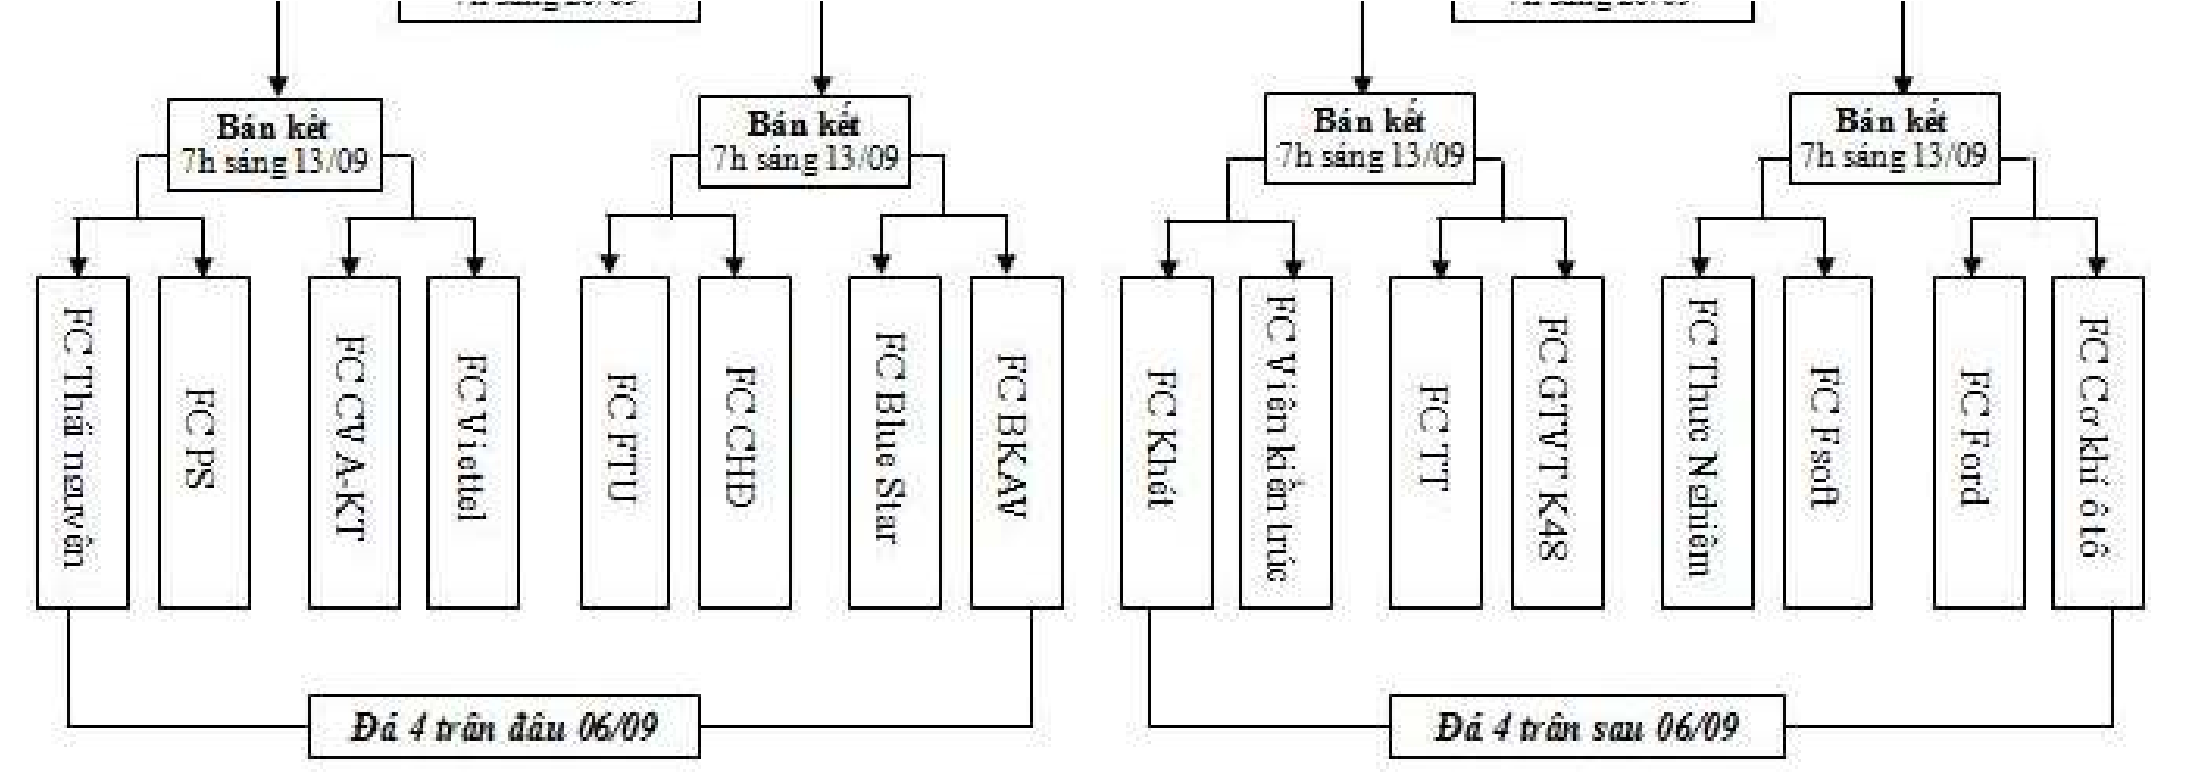 Bán kết
7h sáng 13/09
Bán kết
7h sáng 13/09
Bán kết
7h sáng 13/09
Bán kết
7h sáng 13/09
FC Thái nguyên
FC PS
FC CVA-KT
FC Viettel
FC FTU
FC CHD
FC Blue Star
FC BKAV
FC Khát
FC Viện kiến trúc
FC TT
FC GTVT K48
FC Thực Nghiệm
FC Fsoft
FC Ford
FC Cơ khí ô tô
Đá 4 trận đầu 06/09
Đá 4 trận sau 06/09